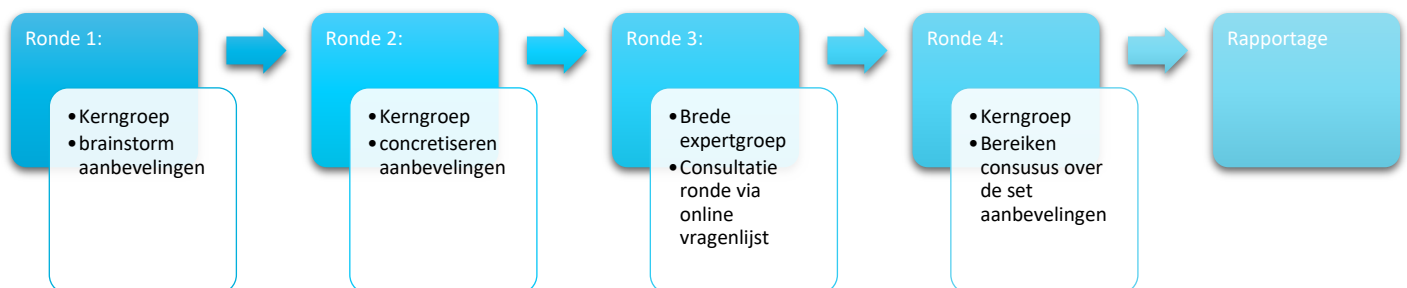 Ronde 1:
• Kerngroep
• brainstorm
aanbevelingen
Ronde 2:
• Kerngroep
• concretiseren
aanbevelingen
Ronde 3:
• Brede
expertgroep
• Consultatie
ronde via
online
vragenlijst
Ronde 4:
• Kerngroep
• Bereiken
consusus over
de set
aanbevelingen
Rapportage